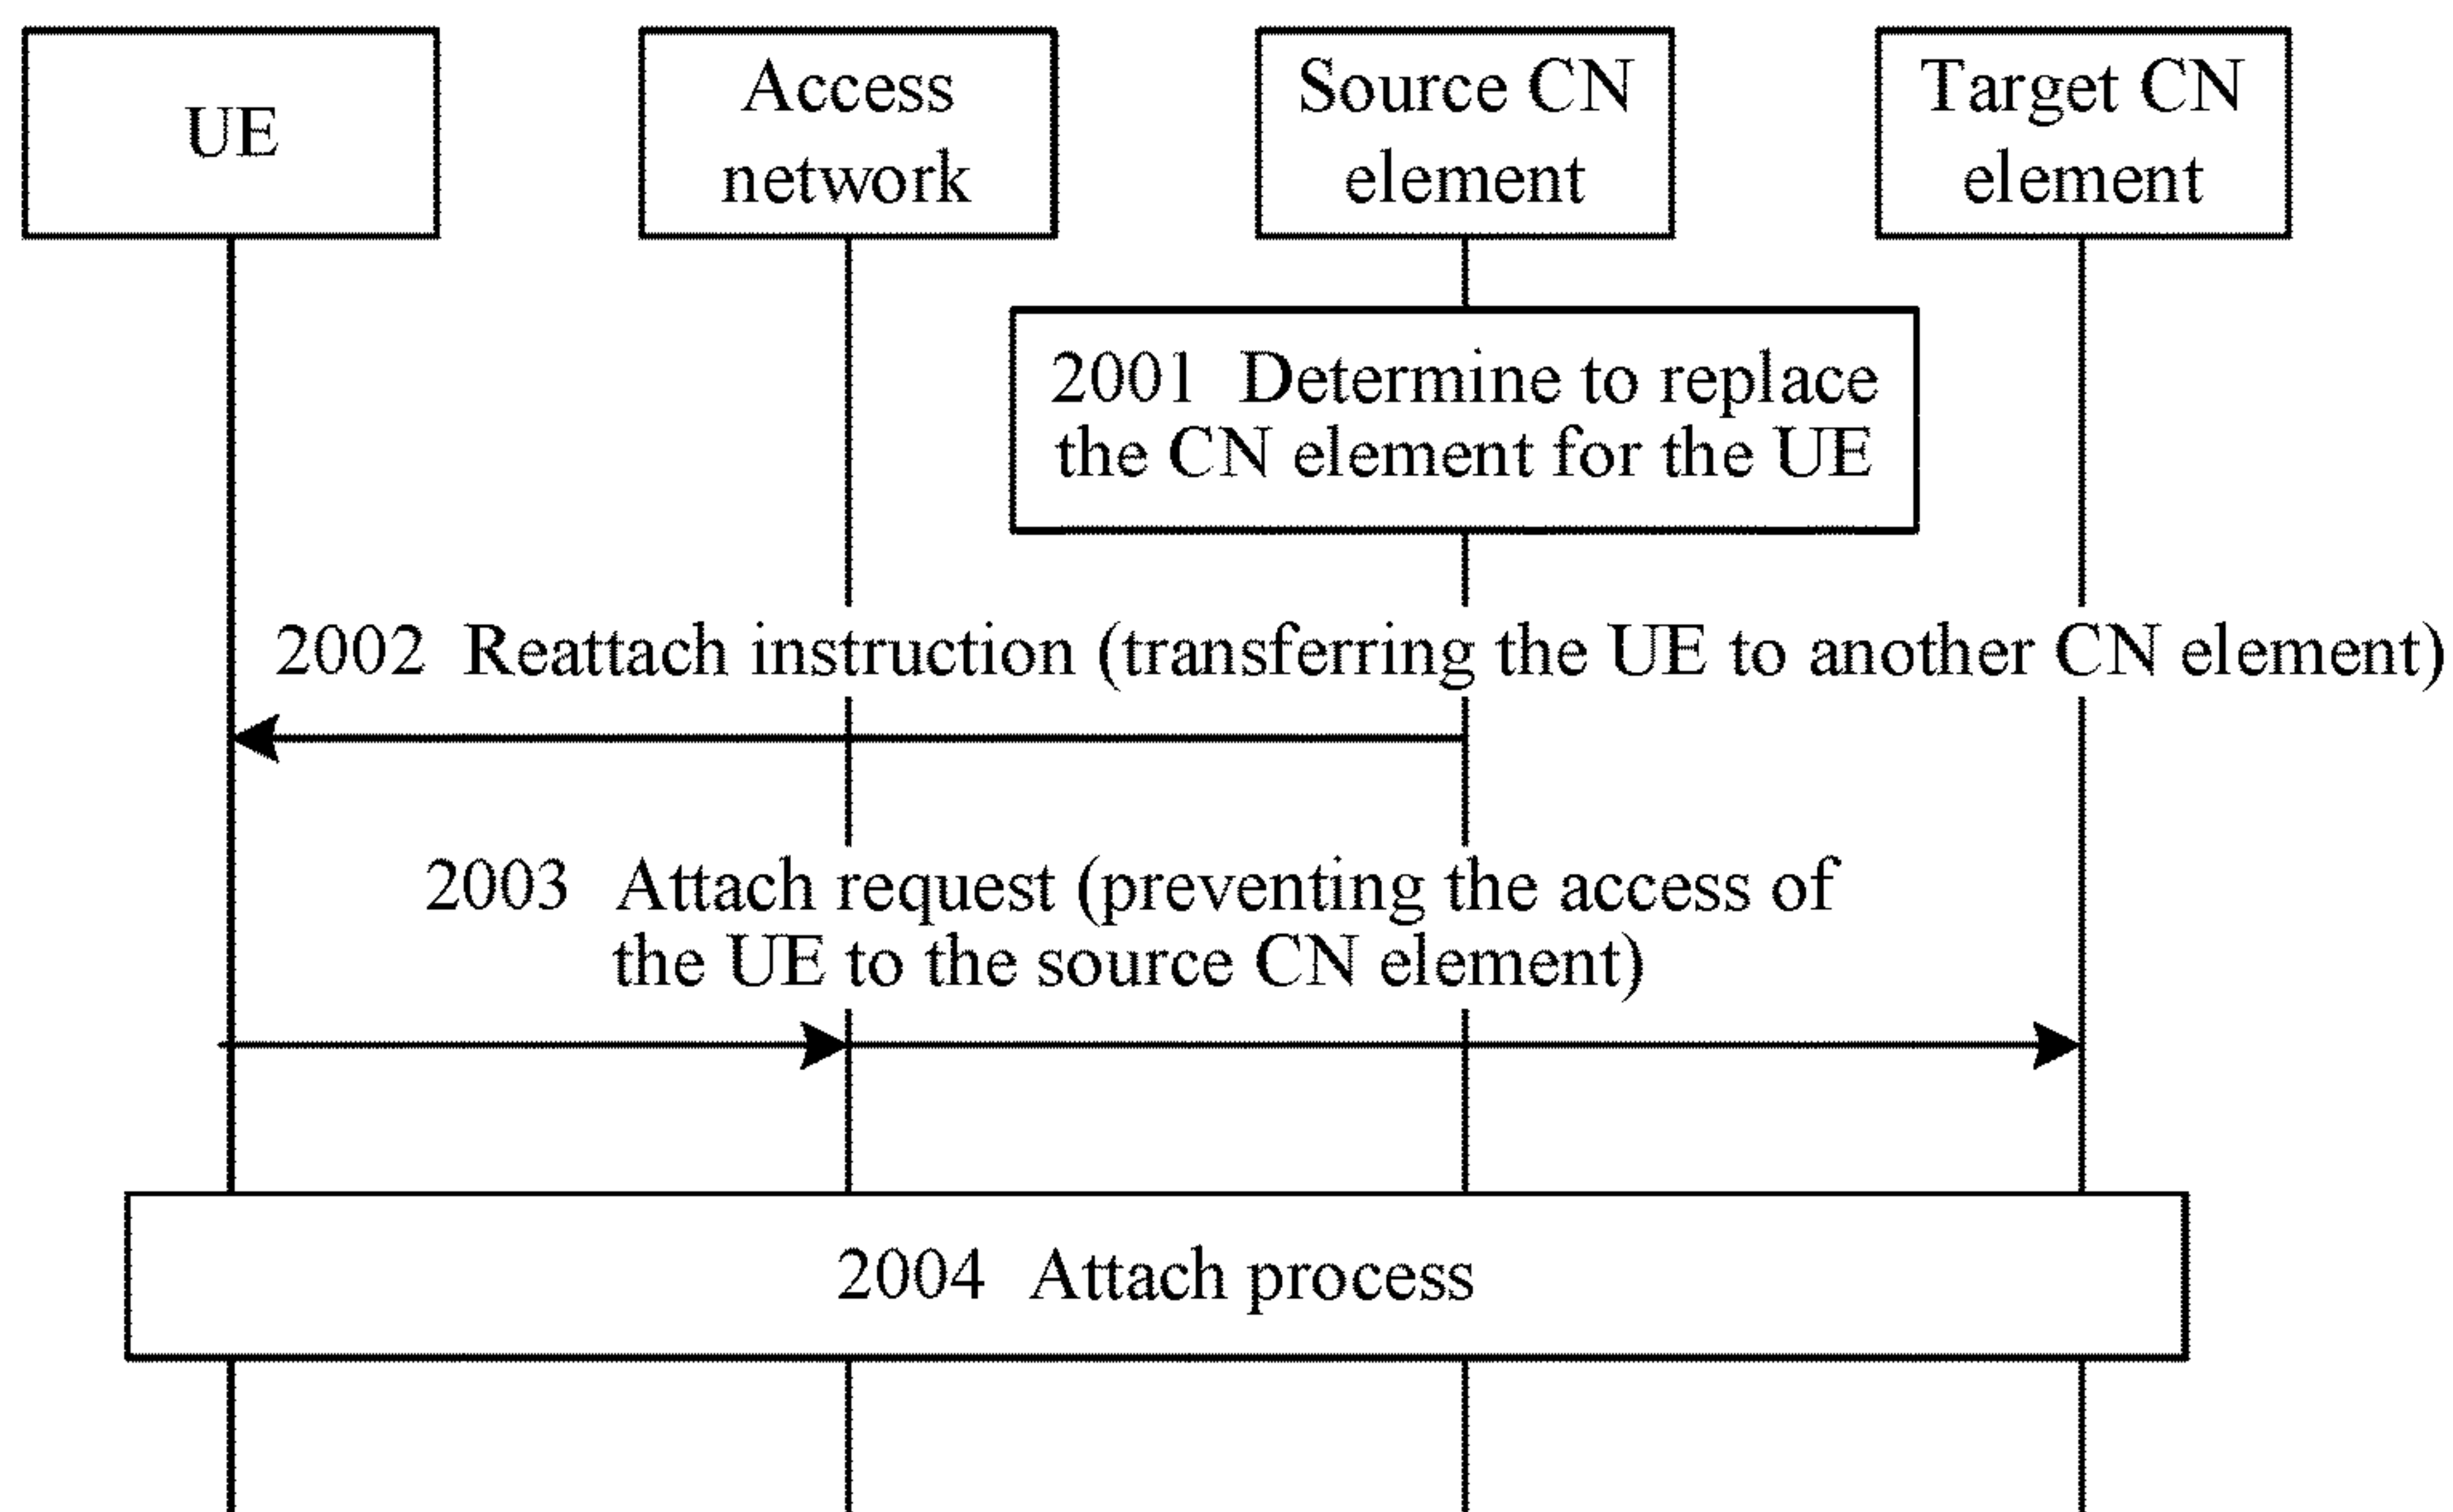 UE
Access
network
Source CN
element
Target CN
element
2001 Determine to replace
the CN element for the UE
2002 Reattach instruction (transferring the UE to another CN element)
2003 Attach request (preventing the access of
the UE to the source CN element)
2004 Attach process